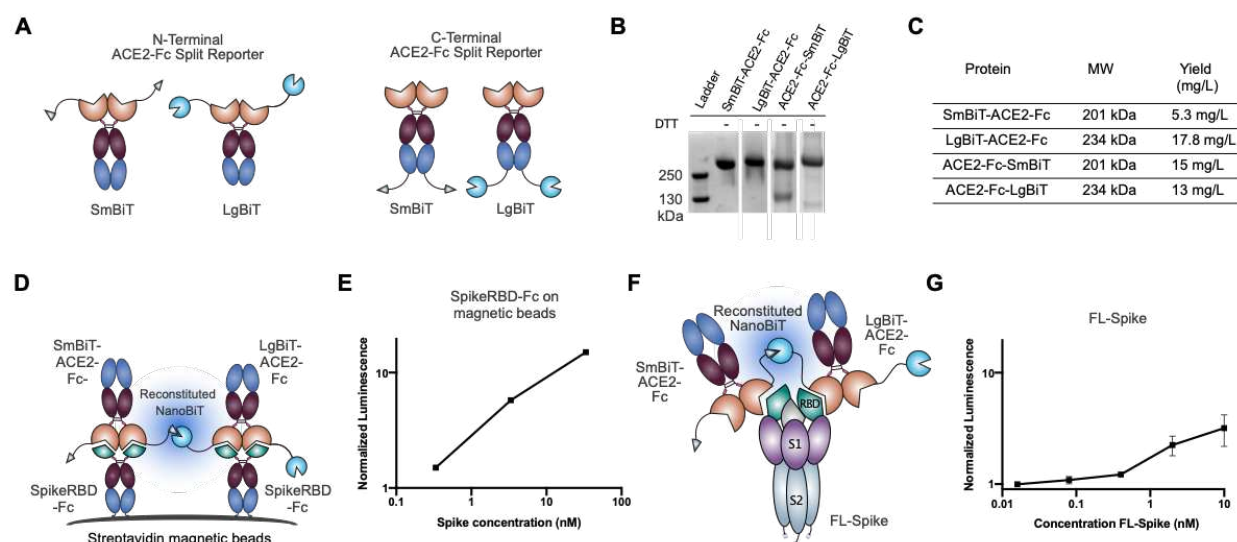 A
N-Terminal
ACE2-Fc Split Reporter
SmBiT
LgBiT
C-Terminal
ACE2-Fc Split Reporter
SmBiT
LgBiT
B
Ladder
SmBiT-ACE2-Fc
LgBiT-ACE2-Fc
ACE2-Fc-SmBiT
ACE2-Fc-LgBiT
DTT - - - -
250
130
kDa
C
Protein MW Yield
(mg/L)
SmBiT-ACE2-Fc 201 kDa 5.3 mg/L
LgBiT-ACE2-Fc 234 kDa 17.8 mg/L
ACE2-Fc-SmBiT 201 kDa 15 mg/L
ACE2-Fc-LgBiT 234 kDa 13 mg/L
D
SmBiT-
ACE2-
Fc-
LgBiT-
ACE2-
Fc
Reconstituted
NanoBiT
SpikeRBD
-Fc
SpikeRBD
-Fc
Streptavidin magnetic beads
E
SpikeRBD-Fc on
magnetic beads
Normalized Luminescence
10
1
1 10 100
Spike concentration (nM)
F
Reconstituted
NanoBiT
LgBiT-
ACE2-
Fc
SmBiT-
ACE2-
Fc
RBD
S1
S2
FL-Spike
G
FL-Spike
Normalized Luminescence
10
1
0.1 1 10
Concentration FL-Spike (nM)